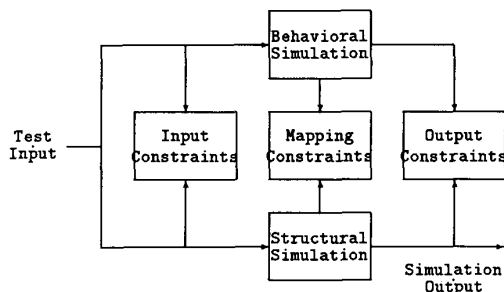 Behavioral
Simulation
Test
Input
Input
Constraints
Mapping
Constraints
Output
Constraints
Structural
Simulation
Simulation
Output